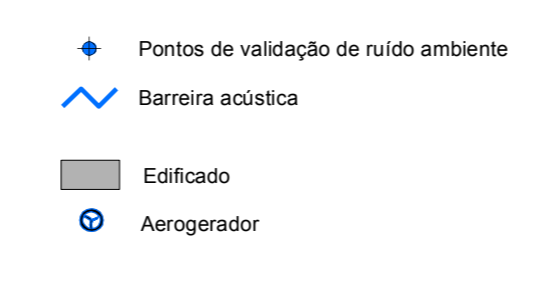 Pontos de validação de ruído ambiente
Barreira acústica
Edificado
Aerogerador